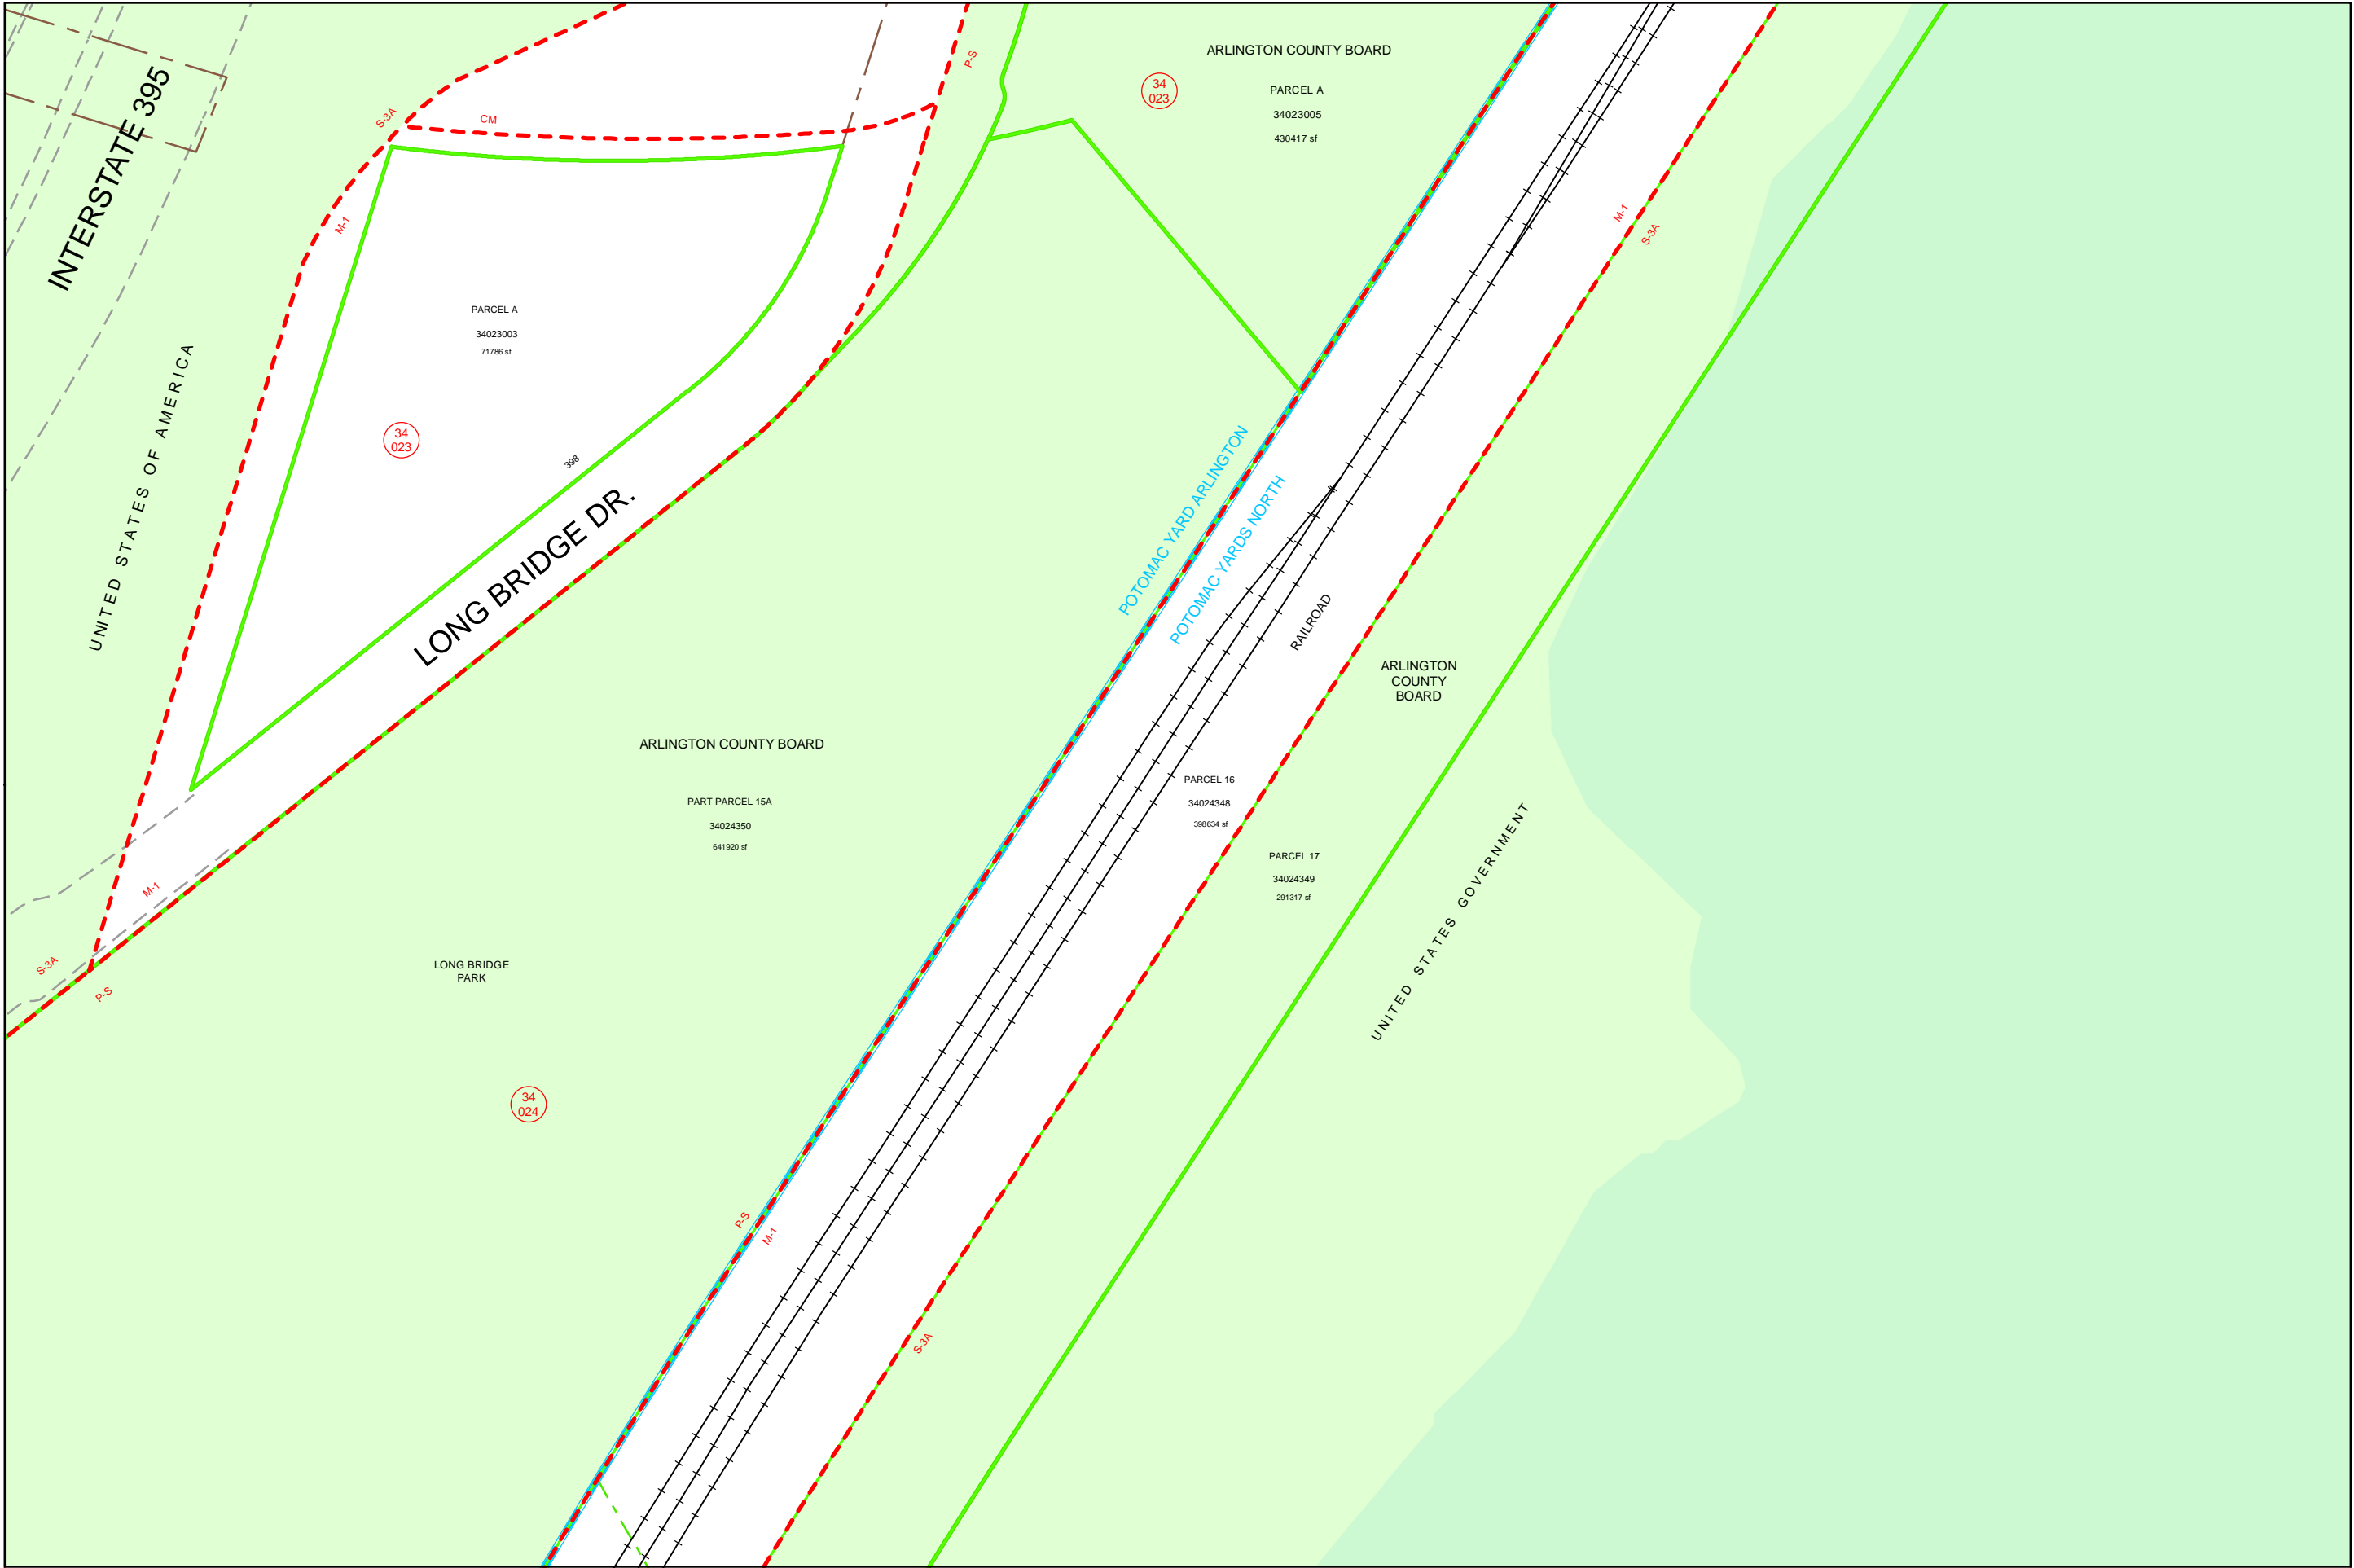 ARLINGTON COUNTY BOARD
PARCEL A
34023005
430417 sf
34
023
P-S
INTERSTATE 395
S-3A
CM
M-1
M-1
S-3A
PARCEL A
34023003
71786 sf
34
023
398
UNITED STATES OF AMERICA
LONG BRIDGE DR.
POTOMAC YARD ARLINGTON
POTOMAC YARDS NORTH
RAILROAD
ARLINGTON
COUNTY
BOARD
ARLINGTON COUNTY BOARD
PART PARCEL 15A
34024350
641920 sf
PARCEL 16
34024348
398634 sf
PARCEL 17
34024349
291317 sf
UNITED STATES GOVERNMENT
M-1
S-3A
P-S
LONG BRIDGE
PARK
34
024
P-S
M-1
S-3A